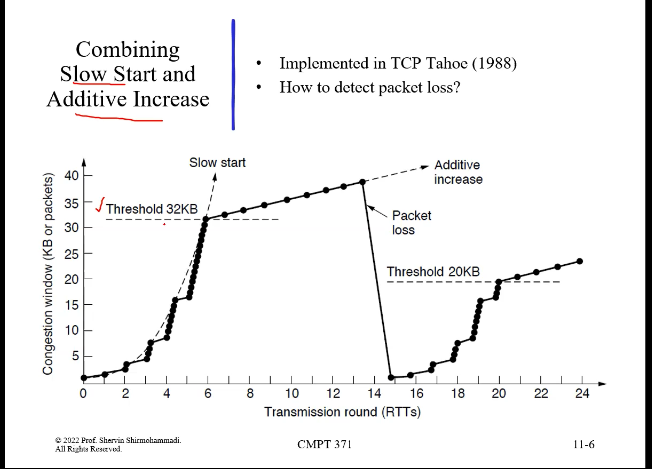 Combining
Slow Start and
Additive Increase
• Implemented in TCP Tahoe (1988)
• How to detect packet loss?
Slow start
Additive
increase
Threshold 32KB
Packet
loss
Threshold 20KB
Congestion window (KB or packets)
40
35
30
25
20
15
10
5
0 2 4 6 8 10 12 14 16 18 20 22 24
Transmission round (RTTs)
© 2022 Prof. Shervin Shirmohammadi.
All Rights Reserved.
CMPT 371
11-6